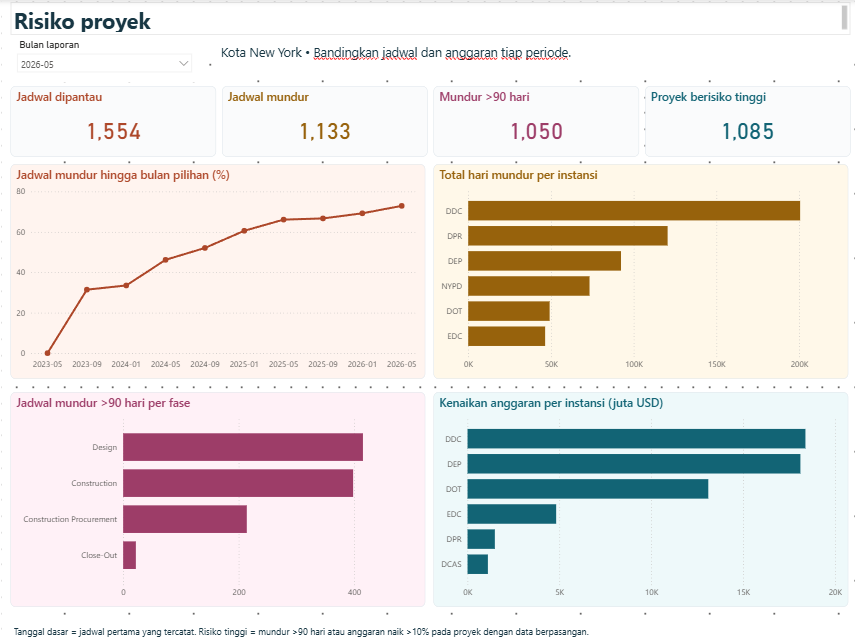 Risiko proyek
Bulan laporan
2026-05
Kota New York • Bandingkan jadwal dan anggaran tiap periode.
Jadwal dipantau
1,554
Jadwal mundur
1,133
Mundur >90 hari
1,050
Proyek berisiko tinggi
1,085
Jadwal mundur hingga bulan pilihan (%)
80
60
40
20
0
2023-05 2023-09 2024-01 2024-05 2024-09 2025-01 2025-05 2025-09 2026-01 2026-05
Total hari mundur per instansi
DDC
DPR
DEP
NYPD
DOT
EDC
0K 50K 100K 150K 200K
Jadwal mundur >90 hari per fase
Design
Construction
Construction Procurement
Close-Out
0 200 400
Kenaikan anggaran per instansi (juta USD)
DDC
DEP
DOT
EDC
DPR
DCAS
0K 5K 10K 15K 20K
Tanggal dasar = jadwal pertama yang tercatat. Risiko tinggi = mundur >90 hari atau anggaran naik >10% pada proyek dengan data berpasangan.